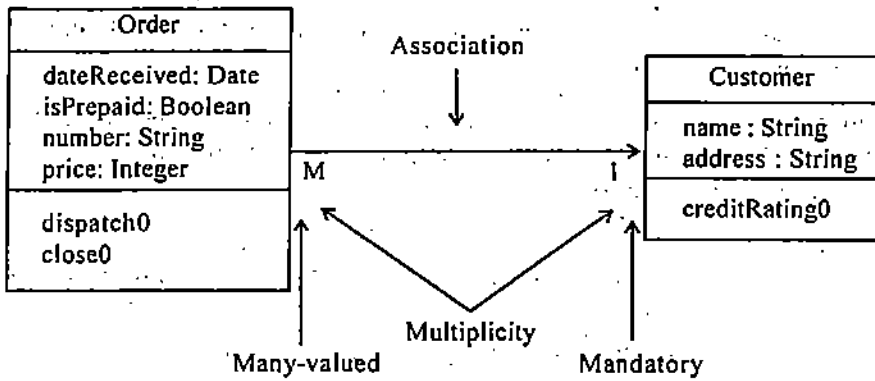 Order
dateReceived: Date
isPrepaid: Boolean
number: String
price: Integer
dispatch0
close0
Association
M
1
Customer
name : String
address : String
creditRating0
Multiplicity
Many-valued
Mandatory